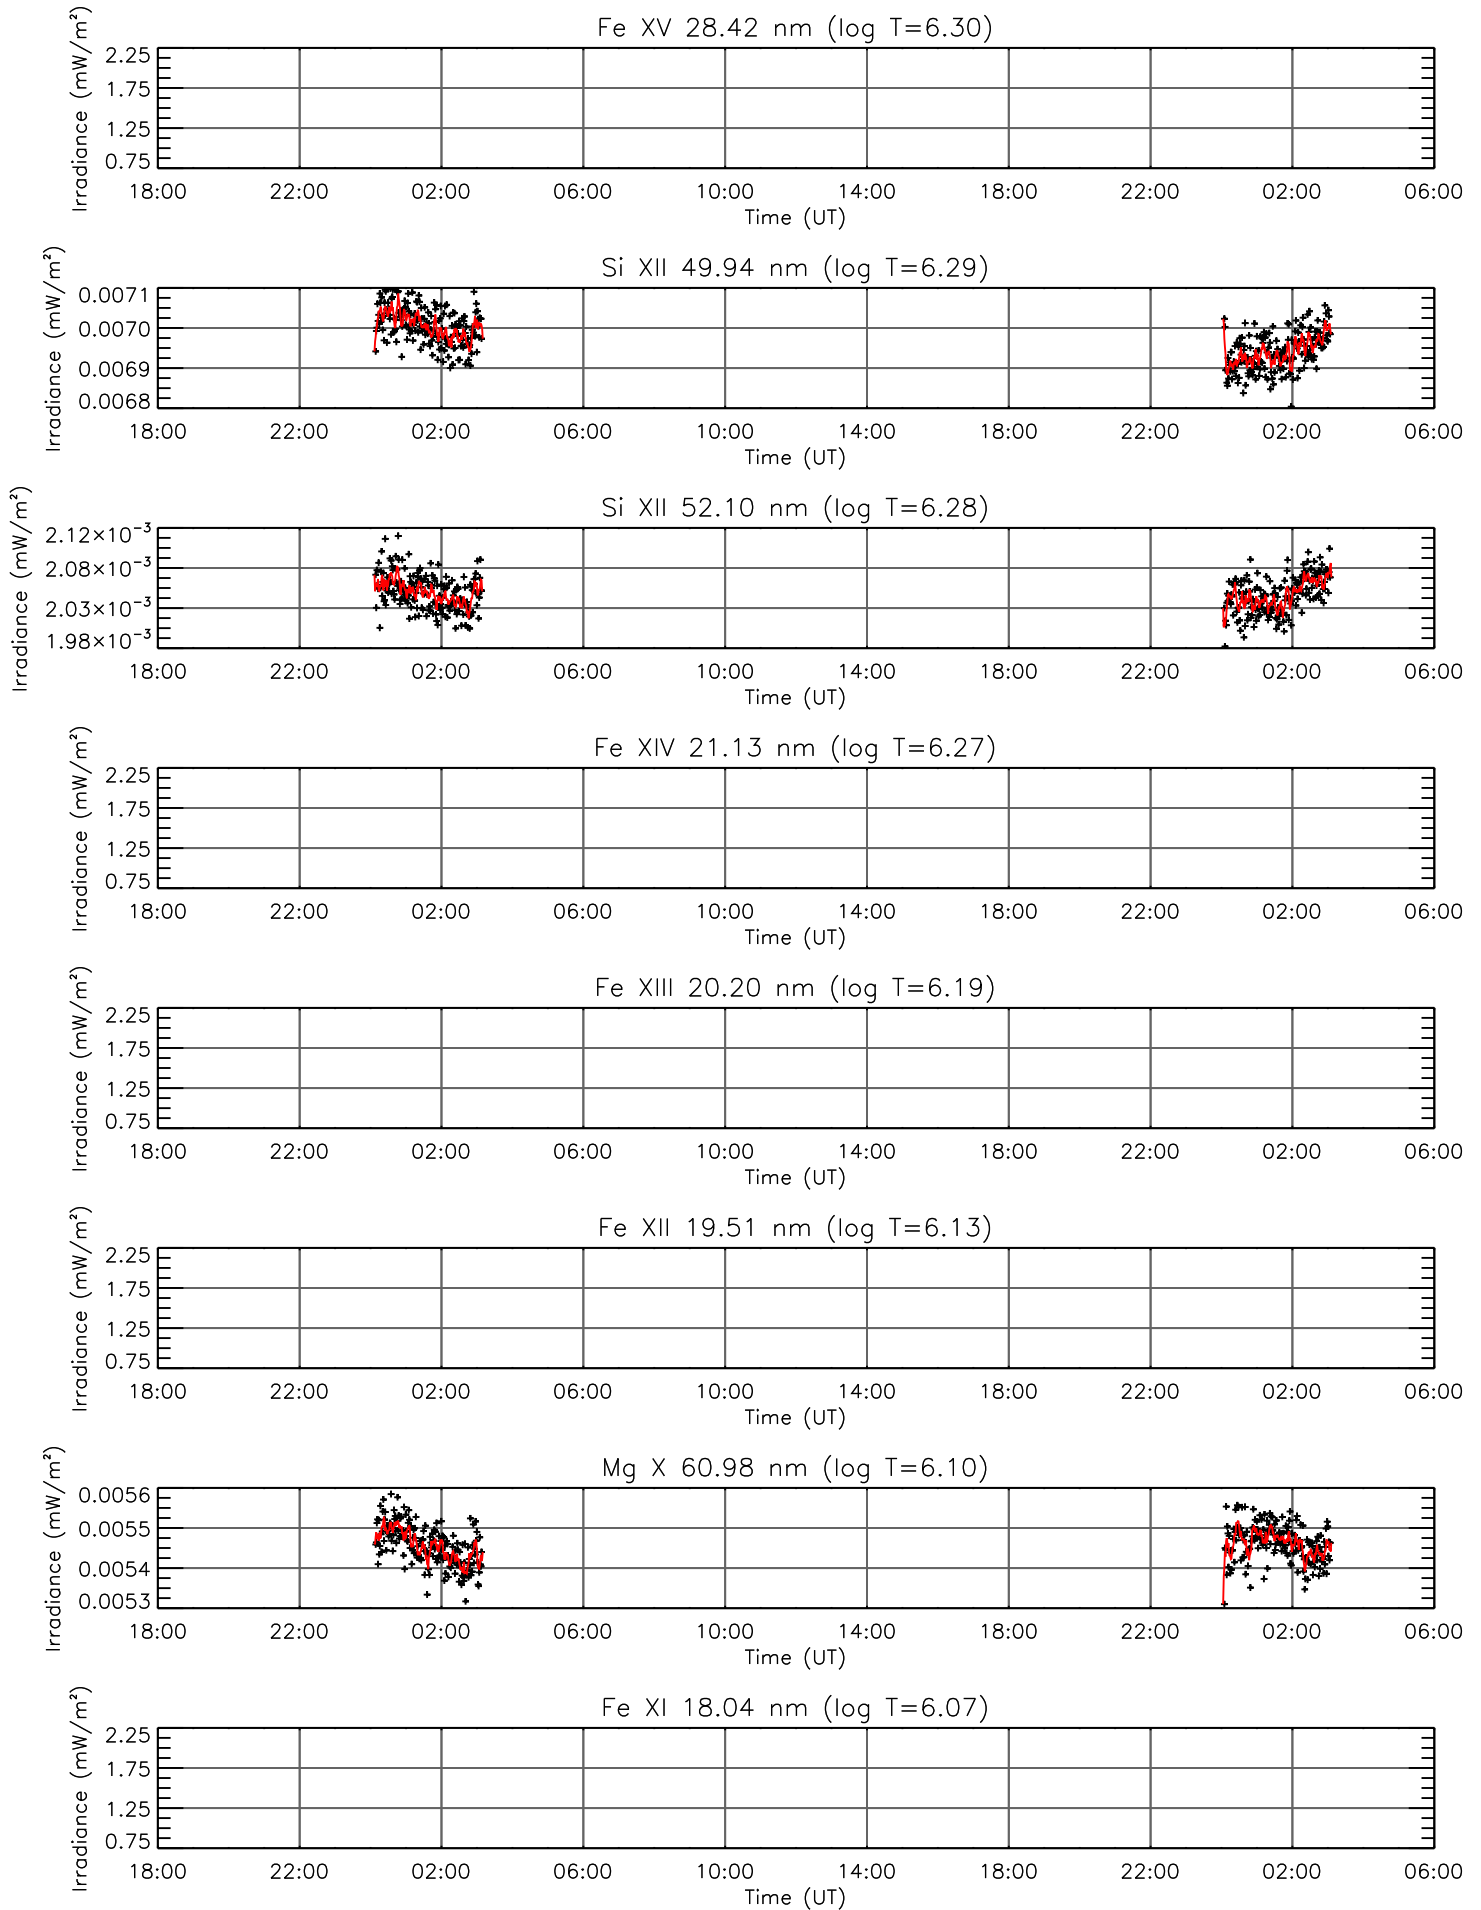 Fe XV 28.42 nm (log T=6.30)
Irradiance (mW/m²)
2.25
1.75
1.25
0.75
18:00 22:00 02:00 06:00 10:00 14:00 18:00 22:00 02:00 06:00
Time (UT)
Si XII 49.94 nm (log T=6.29)
Irradiance (mW/m²)
0.0071
0.0070
0.0069
0.0068
18:00 22:00 02:00 06:00 10:00 14:00 18:00 22:00 02:00 06:00
Time (UT)
Si XII 52.10 nm (log T=6.28)
Irradiance (mW/m²)
2.12×10⁻³
2.08×10⁻³
2.03×10⁻³
1.98×10⁻³
18:00 22:00 02:00 06:00 10:00 14:00 18:00 22:00 02:00 06:00
Time (UT)
Fe XIV 21.13 nm (log T=6.27)
Irradiance (mW/m²)
2.25
1.75
1.25
0.75
18:00 22:00 02:00 06:00 10:00 14:00 18:00 22:00 02:00 06:00
Time (UT)
Fe XIII 20.20 nm (log T=6.19)
Irradiance (mW/m²)
2.25
1.75
1.25
0.75
18:00 22:00 02:00 06:00 10:00 14:00 18:00 22:00 02:00 06:00
Time (UT)
Fe XII 19.51 nm (log T=6.13)
Irradiance (mW/m²)
2.25
1.75
1.25
0.75
18:00 22:00 02:00 06:00 10:00 14:00 18:00 22:00 02:00 06:00
Time (UT)
Mg X 60.98 nm (log T=6.10)
Irradiance (mW/m²)
0.0056
0.0055
0.0054
0.0053
18:00 22:00 02:00 06:00 10:00 14:00 18:00 22:00 02:00 06:00
Time (UT)
Fe XI 18.04 nm (log T=6.07)
Irradiance (mW/m²)
2.25
1.75
1.25
0.75
18:00 22:00 02:00 06:00 10:00 14:00 18:00 22:00 02:00 06:00
Time (UT)